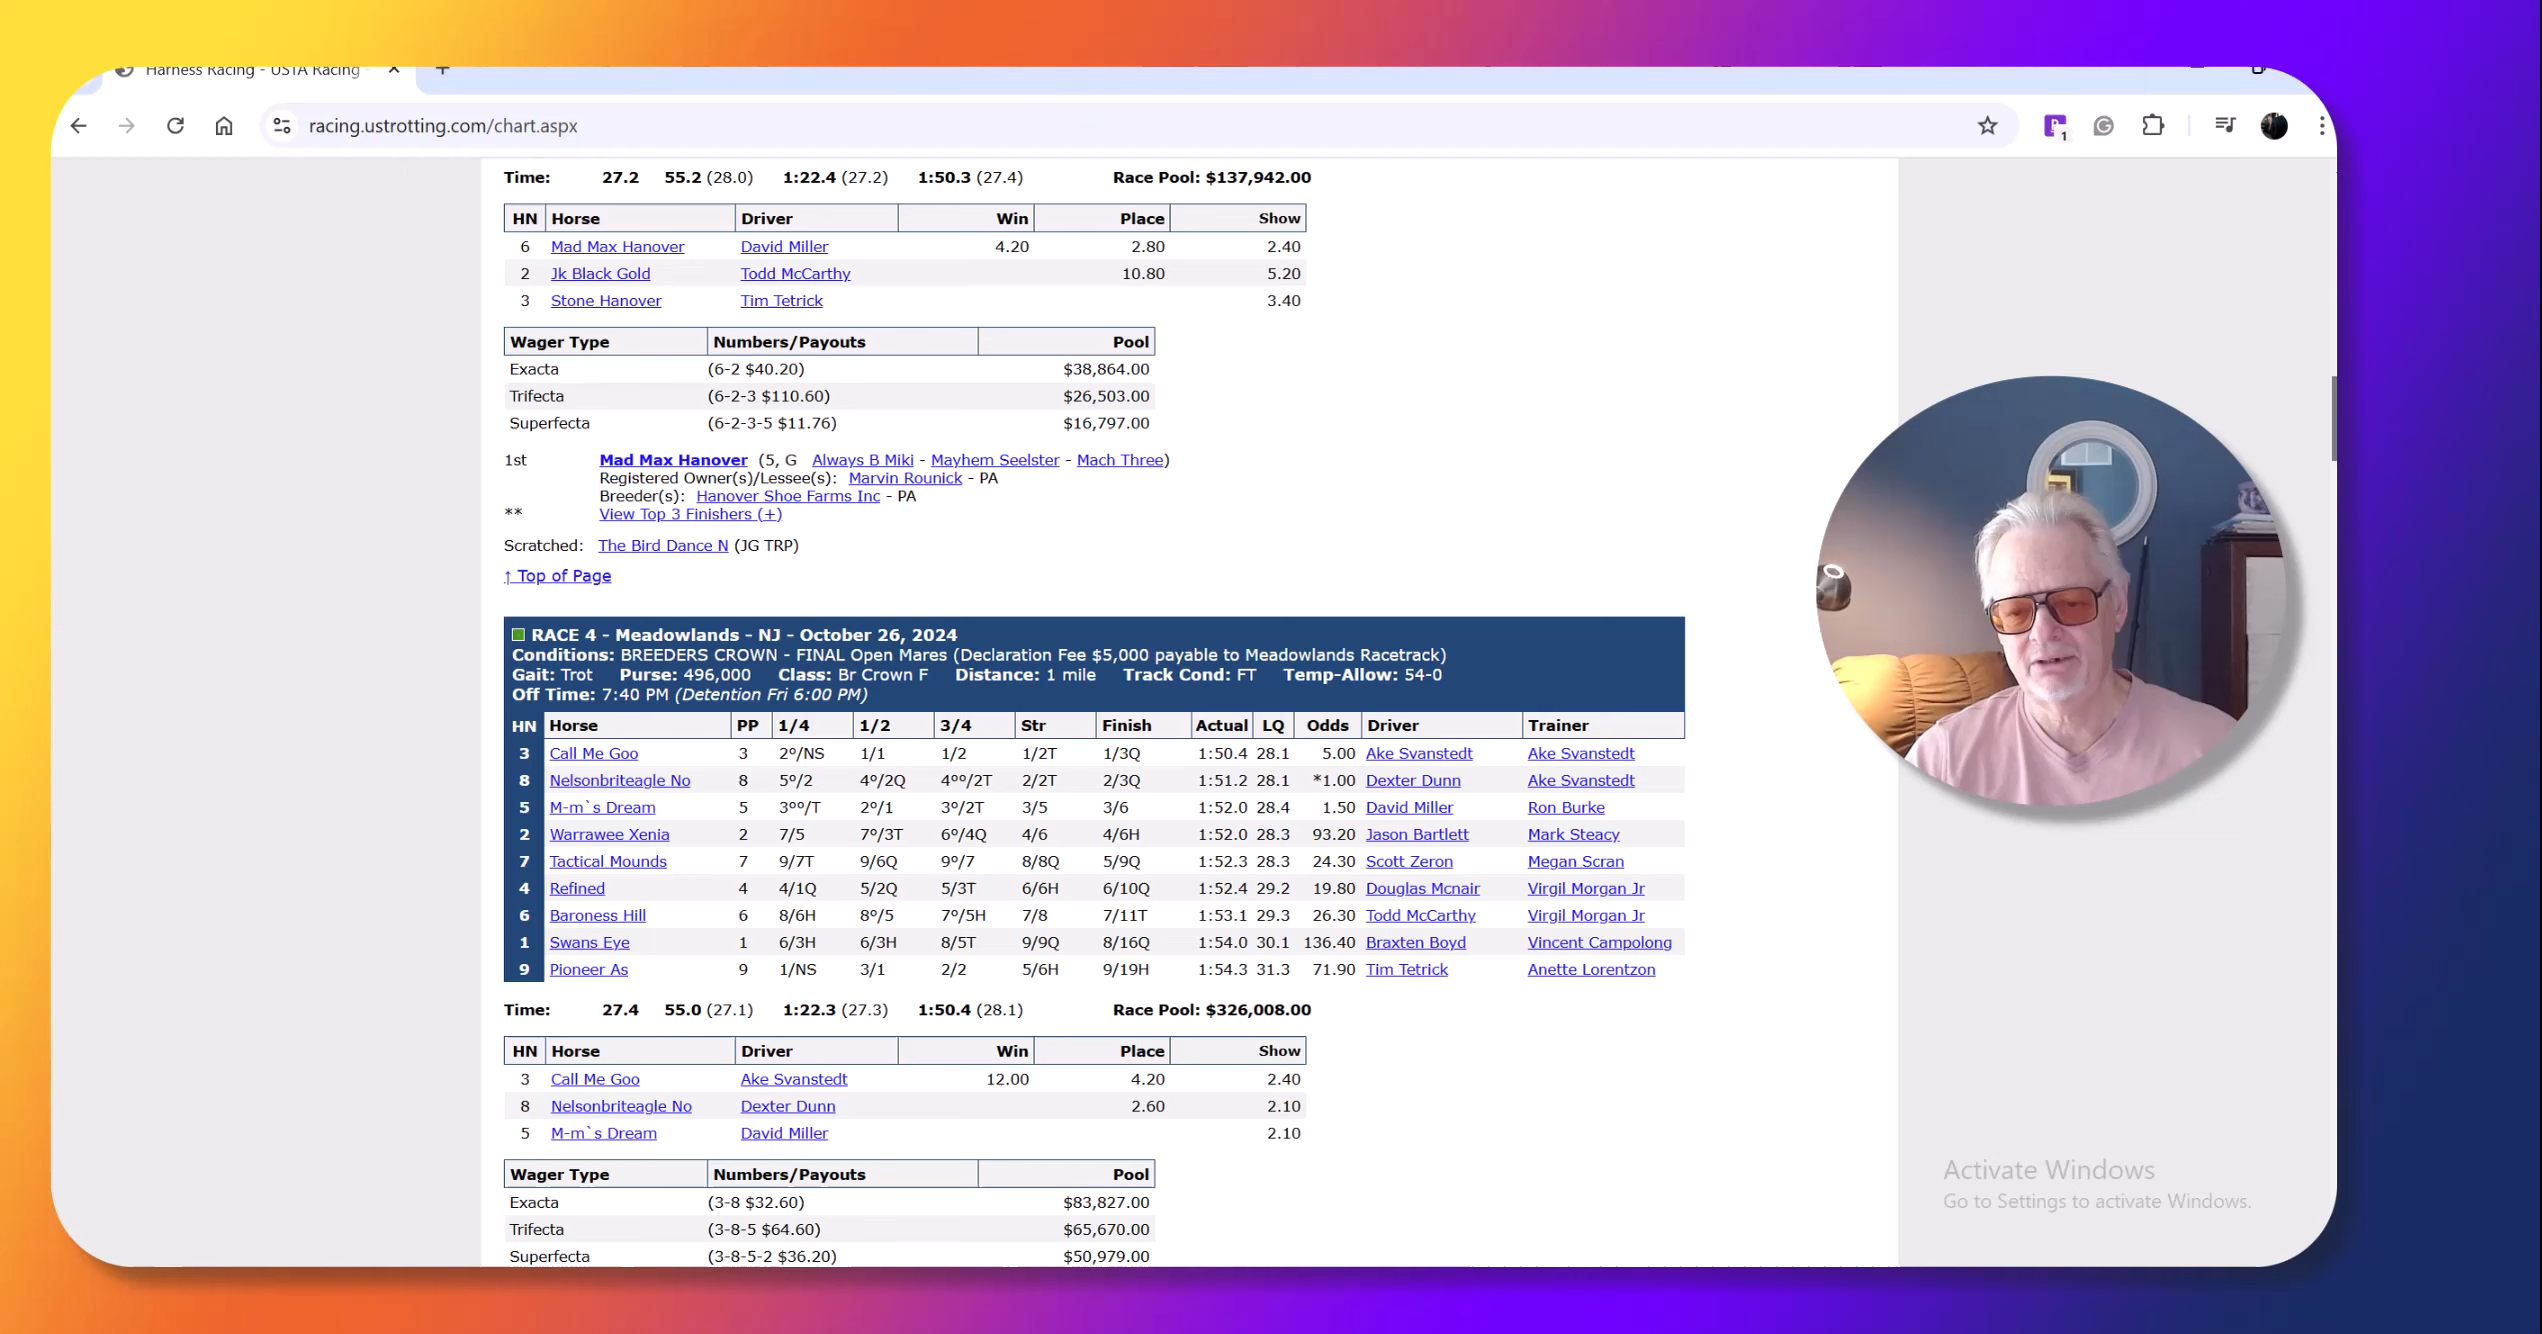 Harness Racing - USTA Racing
racing.ustrotting.com/chart.aspx
1
Time: 27.2 55.2 (28.0) 1:22.4 (27.2) 1:50.3 (27.4) Race Pool: $137,942.00
HN Horse Driver Win Place Show
6 Mad Max Hanover David Miller 4.20 2.80 2.40
2 Jk Black Gold Todd McCarthy 10.80 5.20
3 Stone Hanover Tim Tetrick 3.40
Wager Type Numbers/Payouts Pool
Exacta (6-2 $40.20) $38,864.00
Trifecta (6-2-3 $110.60) $26,503.00
Superfecta (6-2-3-5 $11.76) $16,797.00
1st Mad Max Hanover (5, G Always B Miki - Mayhem Seelster - Mach Three)
Registered Owner(s)/Lessee(s): Marvin Rounick - PA
Breeder(s): Hanover Shoe Farms Inc - PA
** View Top 3 Finishers (+)
Scratched: The Bird Dance N (JG TRP)
↑ Top of Page
RACE 4 - Meadowlands - NJ - October 26, 2024
Conditions: BREEDERS CROWN - FINAL Open Mares (Declaration Fee $5,000 payable to Meadowlands Racetrack)
Gait: Trot Purse: 496,000 Class: Br Crown F Distance: 1 mile Track Cond: FT Temp-Allow: 54-0
Off Time: 7:40 PM (Detention Fri 6:00 PM)
HN Horse PP 1/4 1/2 3/4 Str Finish Actual LQ Odds Driver Trainer
3 Call Me Goo 3 2º/NS 1/1 1/2 1/2T 1/3Q 1:50.4 28.1 5.00 Ake Svanstedt Ake Svanstedt
8 Nelsonbriteagle No 8 5º/2 4º/2Q 4ºº/2T 2/2T 2/3Q 1:51.2 28.1 *1.00 Dexter Dunn Ake Svanstedt
5 M-m`s Dream 5 3ºº/T 2º/1 3º/2T 3/5 3/6 1:52.0 28.4 1.50 David Miller Ron Burke
2 Warrawee Xenia 2 7/5 7º/3T 6º/4Q 4/6 4/6H 1:52.0 28.3 93.20 Jason Bartlett Mark Steacy
7 Tactical Mounds 7 9/7T 9/6Q 9º/7 8/8Q 5/9Q 1:52.3 28.3 24.30 Scott Zeron Megan Scran
4 Refined 4 4/1Q 5/2Q 5/3T 6/6H 6/10Q 1:52.4 29.2 19.80 Douglas Mcnair Virgil Morgan Jr
6 Baroness Hill 6 8/6H 8º/5 7º/5H 7/8 7/11T 1:53.1 29.3 26.30 Todd McCarthy Virgil Morgan Jr
1 Swans Eye 1 6/3H 6/3H 8/5T 9/9Q 8/16Q 1:54.0 30.1 136.40 Braxten Boyd Vincent Campolong
9 Pioneer As 9 1/NS 3/1 2/2 5/6H 9/19H 1:54.3 31.3 71.90 Tim Tetrick Anette Lorentzon
Time: 27.4 55.0 (27.1) 1:22.3 (27.3) 1:50.4 (28.1) Race Pool: $326,008.00
HN Horse Driver Win Place Show
3 Call Me Goo Ake Svanstedt 12.00 4.20 2.40
8 Nelsonbriteagle No Dexter Dunn 2.60 2.10
5 M-m`s Dream David Miller 2.10
Wager Type Numbers/Payouts Pool
Exacta (3-8 $32.60) $83,827.00
Trifecta (3-8-5 $64.60) $65,670.00
Superfecta (3-8-5-2 $36.20) $50,979.00
Activate Windows
Go to Settings to activate Windows.